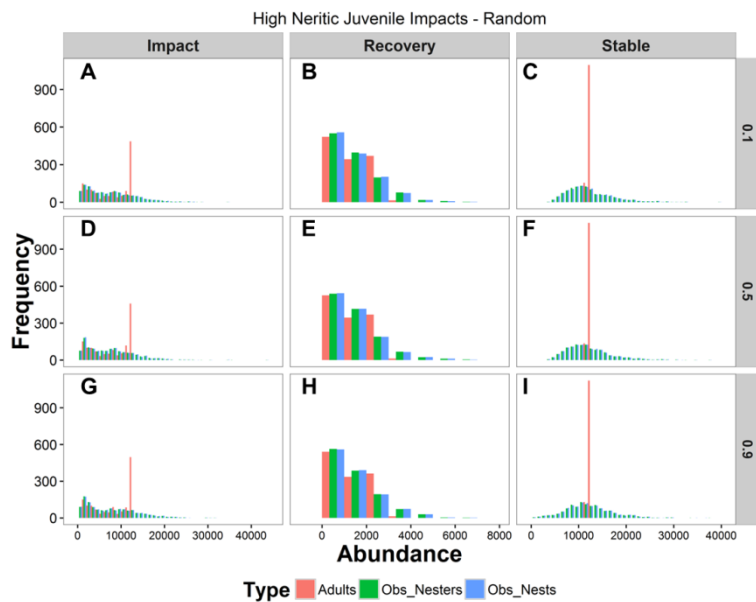 High Neritic Juvenile Impacts - Random
Impact Recovery Stable
A B C
900
600
300
0
0.1
D E F
900
600
300
0
0.5
G H I
900
600
300
0
0.9
Frequency
0 10000 20000 30000 40000 0 2000 4000 6000 8000 0 10000 20000 30000 40000
Abundance
Type Adults Obs_Nesters Obs_Nests